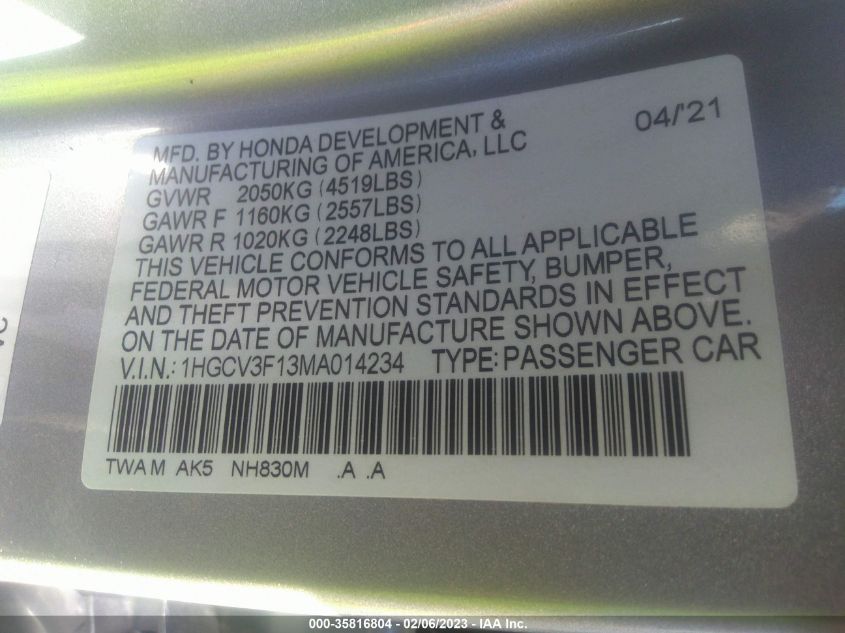 04/'21
MFD. BY HONDA DEVELOPMENT &
MANUFACTURING OF AMERICA, LLC
GVWR 2050KG (4519LBS)
GAWR F 1160KG (2557LBS)
GAWR R 1020KG (2248LBS)
THIS VEHICLE CONFORMS TO ALL APPLICABLE
FEDERAL MOTOR VEHICLE SAFETY, BUMPER,
AND THEFT PREVENTION STANDARDS IN EFFECT
ON THE DATE OF MANUFACTURE SHOWN ABOVE.
V.I.N.: 1HGCV3F13MA014234 TYPE: PASSENGER CAR
TWA M AK5 NH830M .A .A
000-35816804 - 02/06/2023 - © IAA Inc.